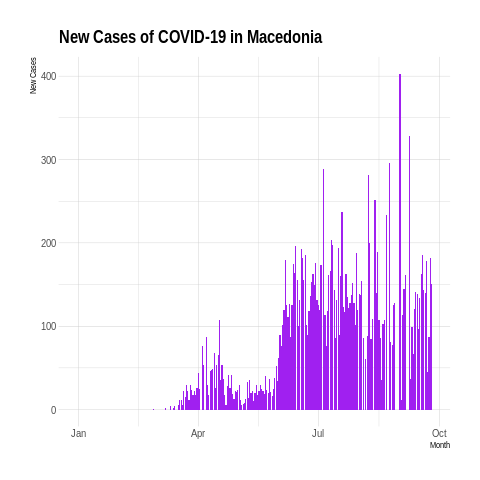 New Cases of COVID-19 in Macedonia
New Cases
400
300
200
100
0
Jan Apr Jul Oct
Month